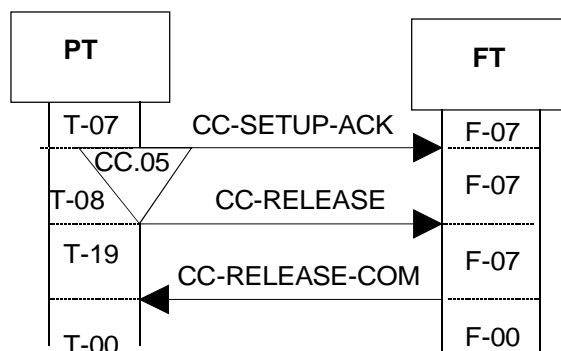 PT
FT
T-07
CC-SETUP-ACK
F-07
CC.05
T-08
CC-RELEASE
F-07
T-19
CC-RELEASE-COM
F-07
T-00
F-00